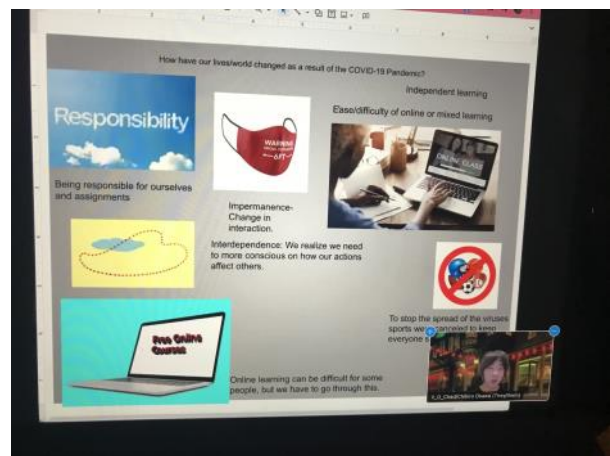 How have our lives/world changed as a result of the COVID-19 Pandemic?
Independent learning
Responsibility
Ease/difficulty of online or mixed learning
WARNING
6FT
ONLINE CLASS
Being responsible for ourselves
and assignments
Impermanence-
Change in
interaction.
Interdependence: We realize we need
to more conscious on how our actions
affect others.
To stop the spread of the viruses
sports we canceled to keep
everyone s
Free Online
Courses
Online learning can be difficult for some
people, but we have to go through this.